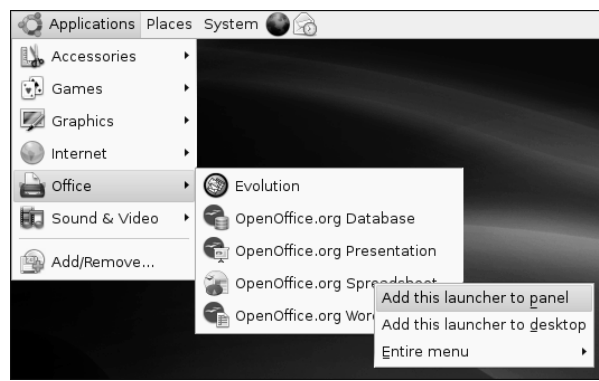 Applications Places System
Accessories
Games
Graphics
Internet
Office
Sound & Video
Add/Remove...
Evolution
OpenOffice.org Database
OpenOffice.org Presentation
OpenOffice.org Spreadsheet
OpenOffice.org Wor
Add this launcher to panel
Add this launcher to desktop
Entire menu